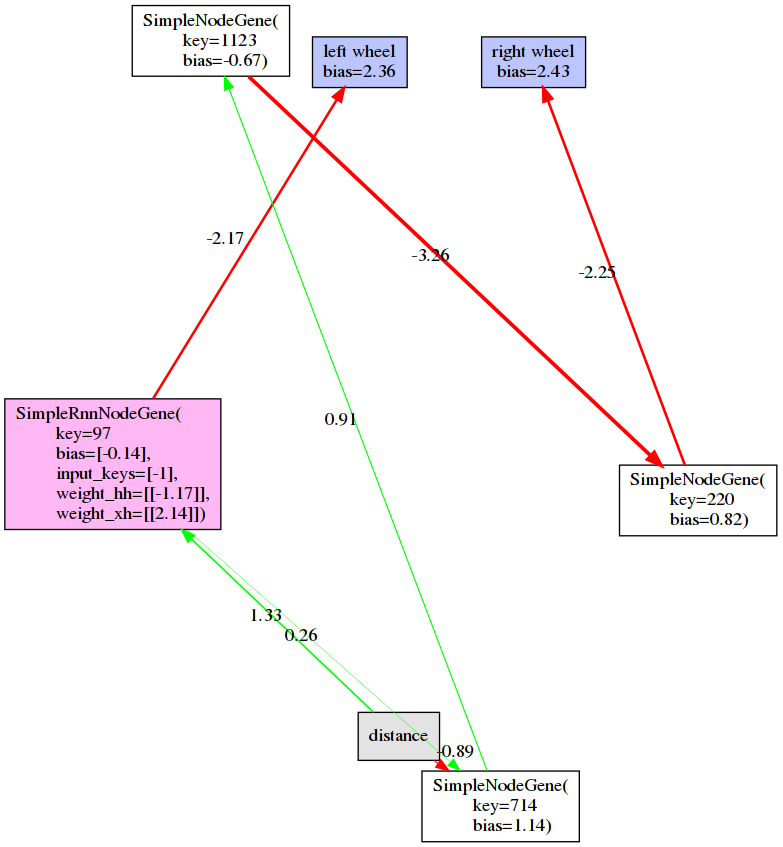 SimpleNodeGene(
key=1123
bias=-0.67)
left wheel
bias=2.36
right wheel
bias=2.43
-2.17
-3.26
-2.25
0.91
SimpleRnnNodeGene(
key=97
bias=[-0.14],
input_keys=[-1],
weight_hh=[[-1.17]],
weight_xh=[[2.14]])
SimpleNodeGene(
key=220
bias=0.82)
1.33
0.26
distance
-0.89
SimpleNodeGene(
key=714
bias=1.14)